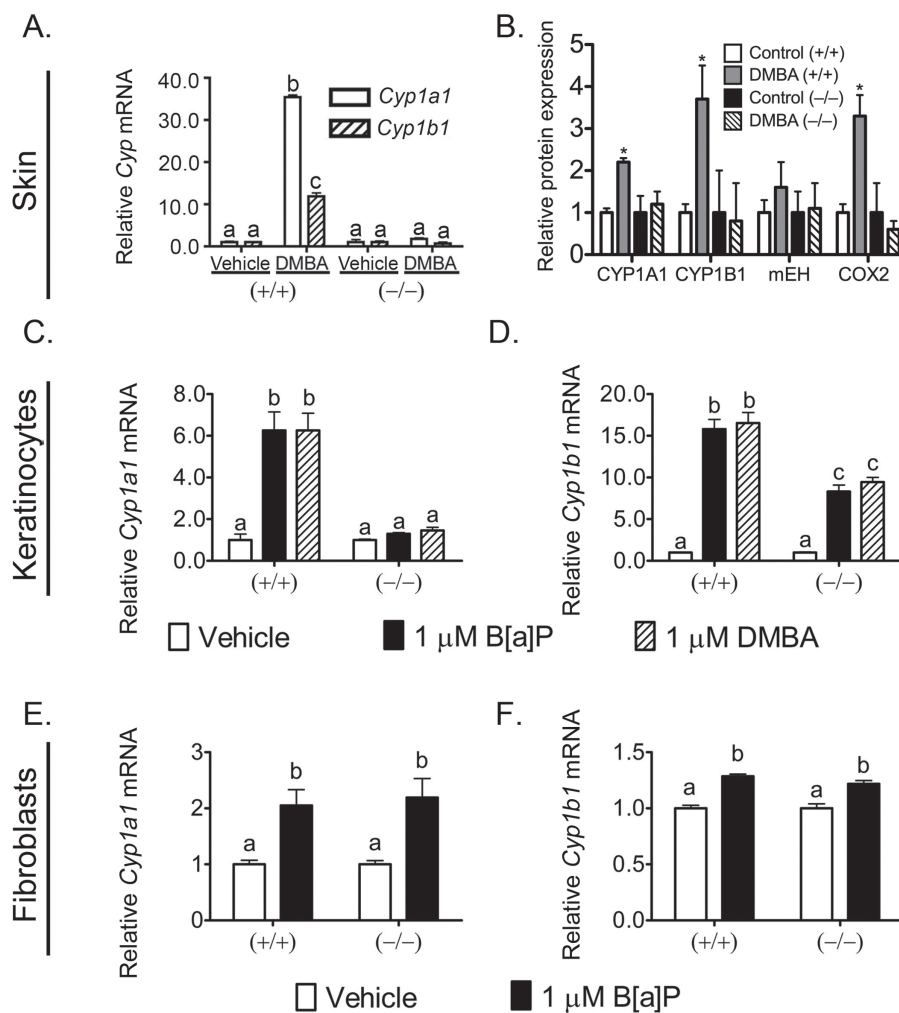 A.
Skin
Relative Cyp mRNA
40.0
30.0
20.0
10.0
0.0
a a b c a a a a
Cyp1a1
Cyp1b1
Vehicle DMBA Vehicle DMBA
(+/+) (−/−)
B.
Relative protein expression
5
4
3
2
1
0
* * *
Control (+/+)
DMBA (+/+)
Control (−/−)
DMBA (−/−)
CYP1A1 CYP1B1 mEH COX2
C.
Keratinocytes
Relative Cyp1a1 mRNA
8.0
6.0
4.0
2.0
0.0
a b b a a a
(+/+) (−/−)
D.
Relative Cyp1b1 mRNA
20.0
15.0
10.0
5.0
0.0
a b b a c c
(+/+) (−/−)
Vehicle 1 μM B[a]P 1 μM DMBA
E.
Fibroblasts
Relative Cyp1a1 mRNA
3
2
1
0
a b a b
(+/+) (−/−)
F.
Relative Cyp1b1 mRNA
1.5
1.0
0.5
0.0
a b a b
(+/+) (−/−)
Vehicle 1 μM B[a]P